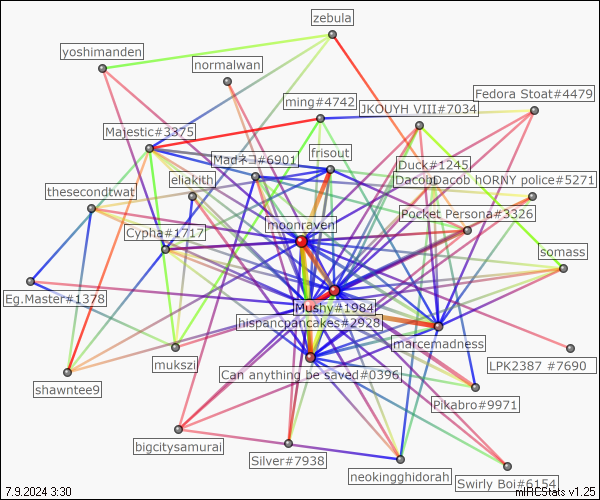 zebula
yoshimanden
normalwan
Fedora Stoat#4479
ming#4742
JKOUYH VIII#7034
Majestic#3375
frisout
Madネコ#6901
Duck#1245
eliakith
Dacob hORNY police#5271
thesecondtwat
Pocket Persona#3326
moonraven
Cypha#1717
somass
Eg.Master#1378
Mushy#1984
hispancpancakes#2928
marcemadness
mukszi
LPK2387 #7690
Can anything be saved#0396
shawntee9
Pikabro#9971
bigcitysamurai
Silver#7938
neokingghidorah
Swirly Boi#6154
7.9.2024 3:30
mIRCStats v1.25